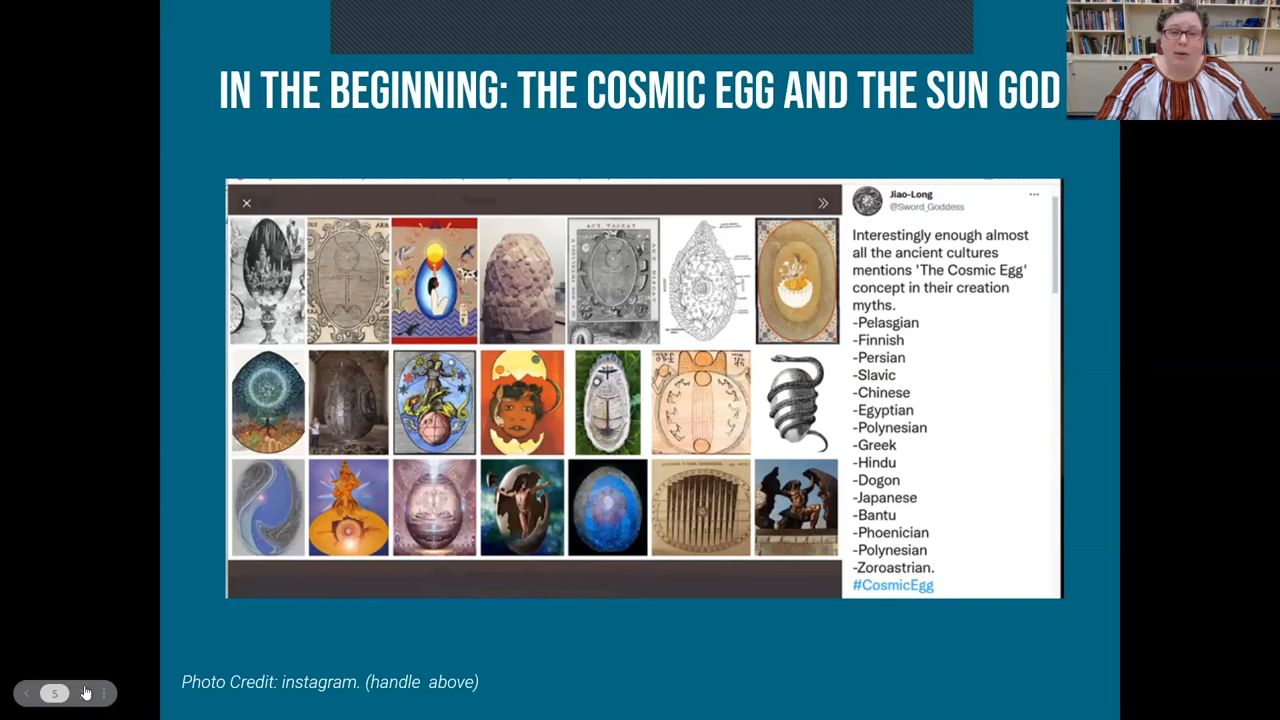 IN THE BEGINNING: THE COSMIC EGG AND THE SUN GOD
Jiao-Long
@Sword_Goddess
Interestingly enough almost
all the ancient cultures
mentions 'The Cosmic Egg'
concept in their creation
myths.
-Pelasgian
-Finnish
-Persian
-Slavic
-Chinese
-Egyptian
-Polynesian
-Greek
-Hindu
-Dogon
-Japanese
-Bantu
-Phoenician
-Polynesian
-Zoroastrian.
#CosmicEgg
Photo Credit: instagram. (handle above)
5